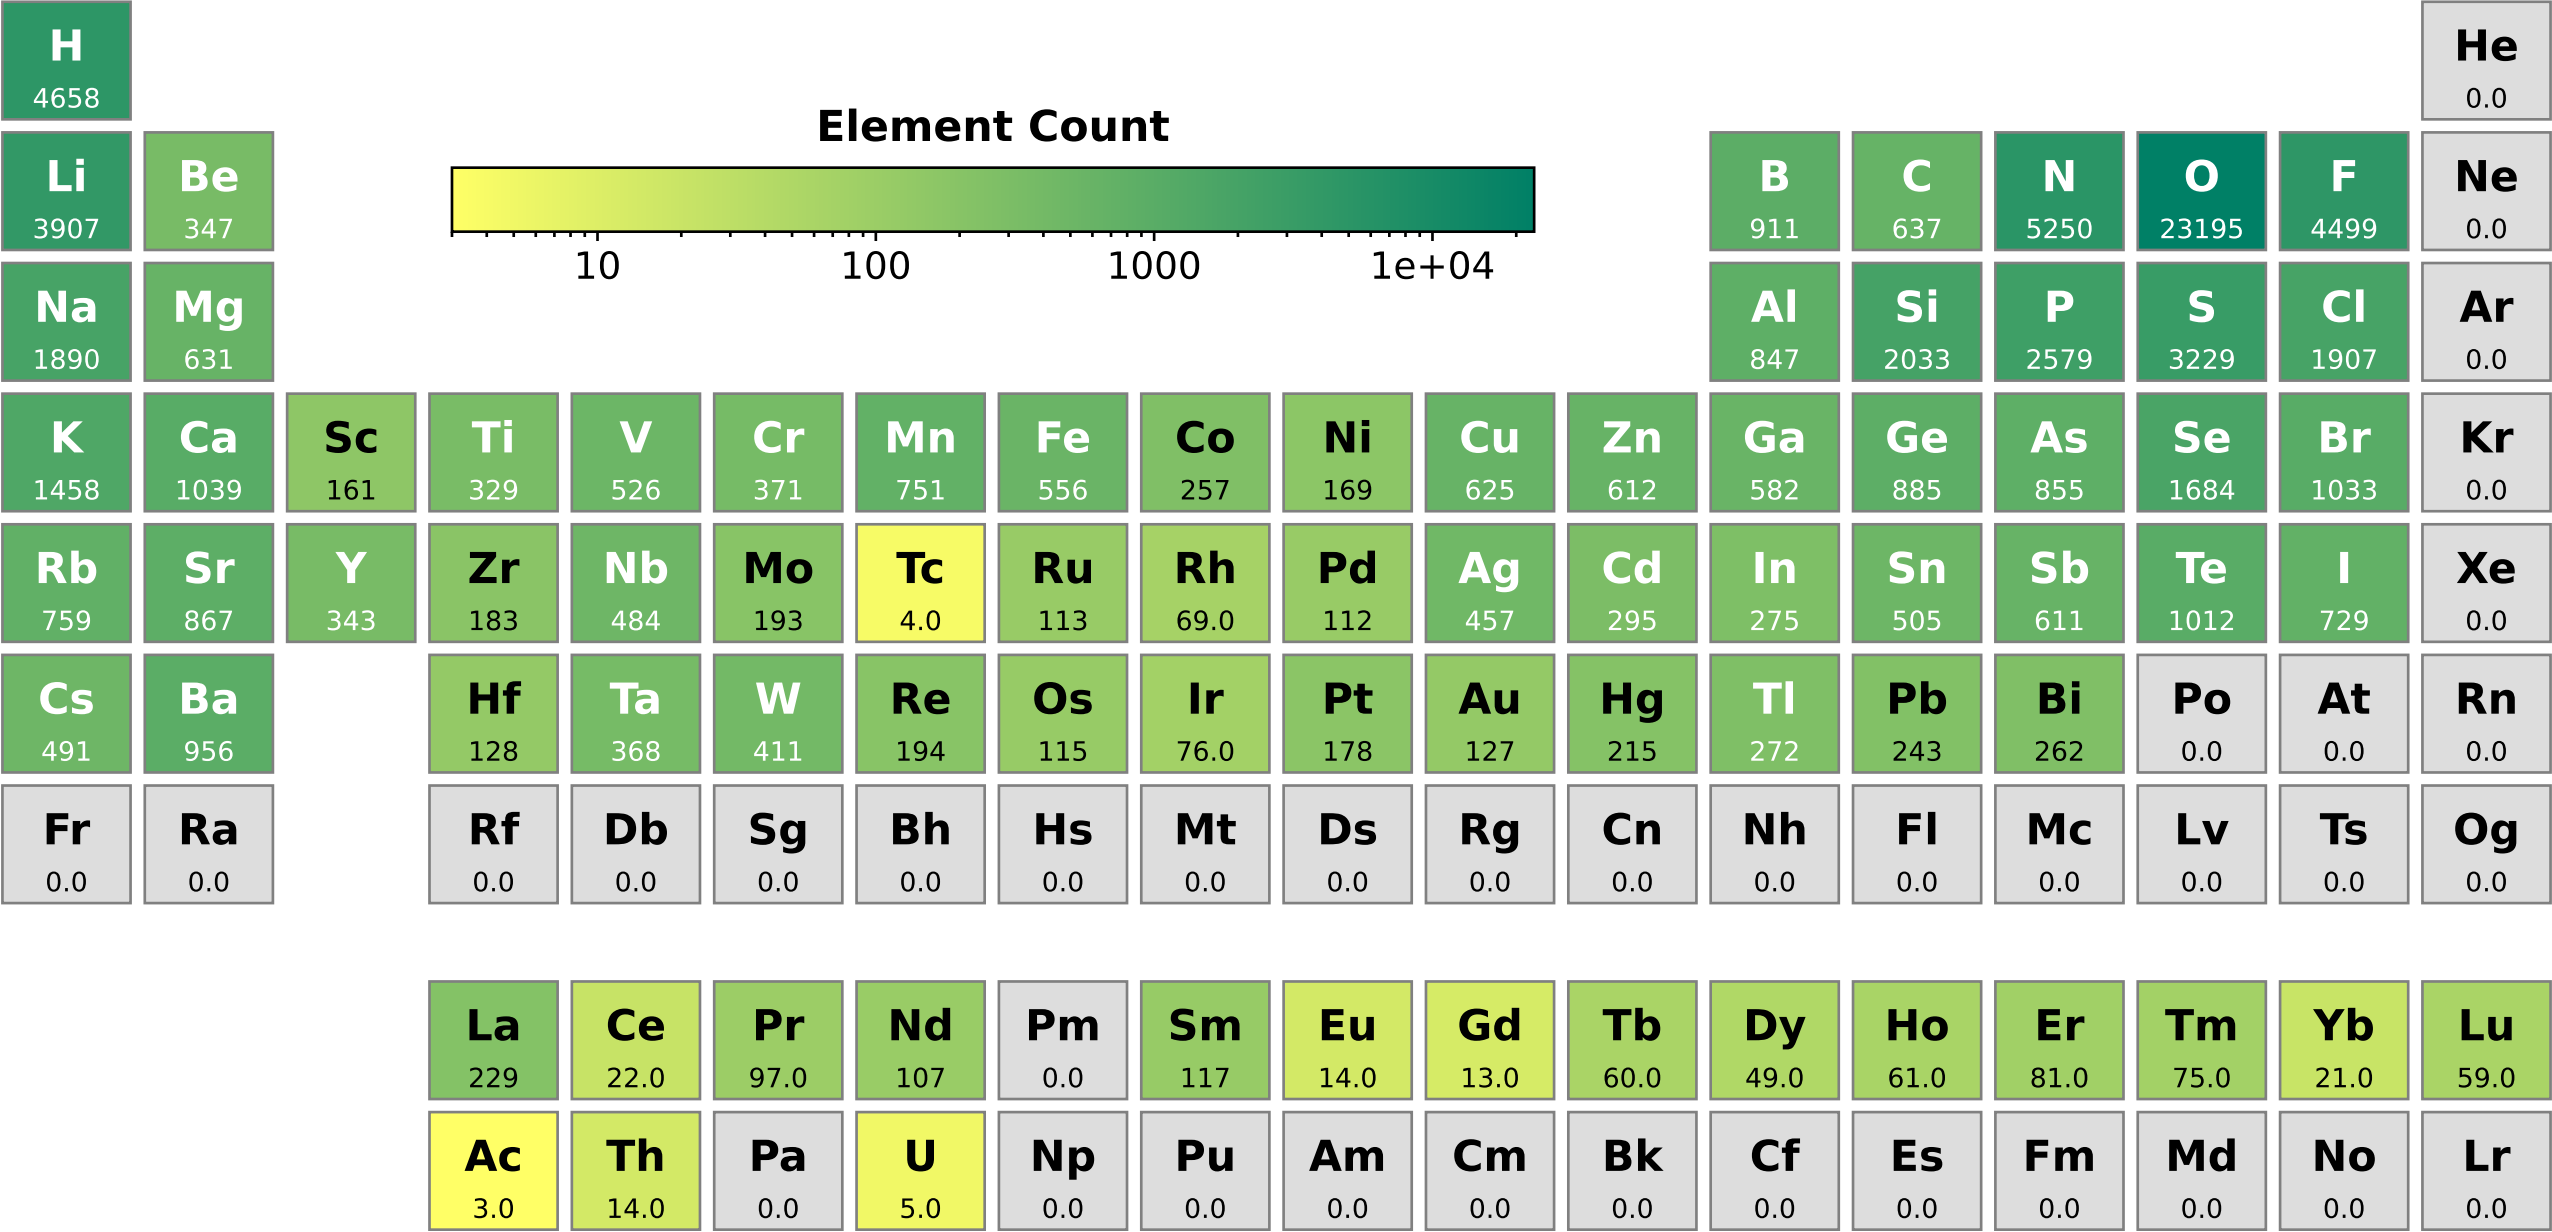 H He
4658 0.0
Element Count
Li Be B C N O F Ne
3907 347 911 637 5250 23195 4499 0.0
10 100 1000 1e+04
Na Mg Al Si P S Cl Ar
1890 631 847 2033 2579 3229 1907 0.0
K Ca Sc Ti V Cr Mn Fe Co Ni Cu Zn Ga Ge As Se Br Kr
1458 1039 161 329 526 371 751 556 257 169 625 612 582 885 855 1684 1033 0.0
Rb Sr Y Zr Nb Mo Tc Ru Rh Pd Ag Cd In Sn Sb Te I Xe
759 867 343 183 484 193 4.0 113 69.0 112 457 295 275 505 611 1012 729 0.0
Cs Ba Hf Ta W Re Os Ir Pt Au Hg Tl Pb Bi Po At Rn
491 956 128 368 411 194 115 76.0 178 127 215 272 243 262 0.0 0.0 0.0
Fr Ra Rf Db Sg Bh Hs Mt Ds Rg Cn Nh Fl Mc Lv Ts Og
0.0 0.0 0.0 0.0 0.0 0.0 0.0 0.0 0.0 0.0 0.0 0.0 0.0 0.0 0.0 0.0 0.0
La Ce Pr Nd Pm Sm Eu Gd Tb Dy Ho Er Tm Yb Lu
229 22.0 97.0 107 0.0 117 14.0 13.0 60.0 49.0 61.0 81.0 75.0 21.0 59.0
Ac Th Pa U Np Pu Am Cm Bk Cf Es Fm Md No Lr
3.0 14.0 0.0 5.0 0.0 0.0 0.0 0.0 0.0 0.0 0.0 0.0 0.0 0.0 0.0